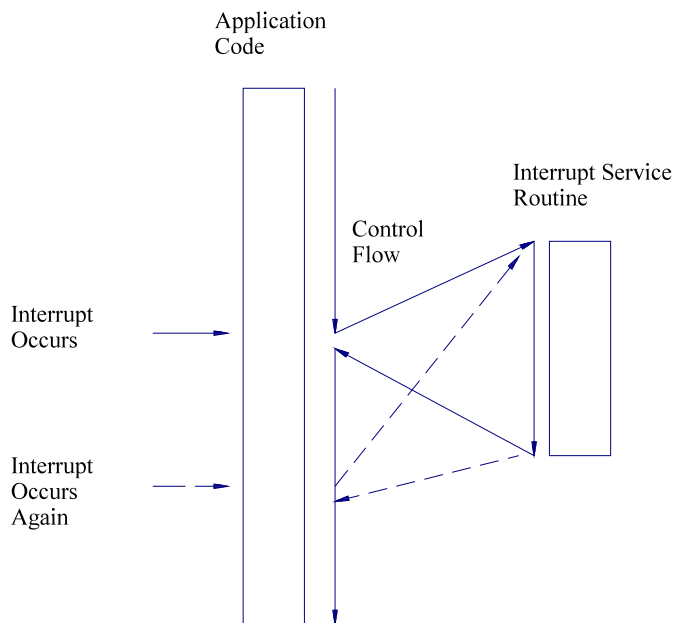 Application
Code
Interrupt Service
Routine
Control
Flow
Interrupt
Occurs
Interrupt
Occurs
Again